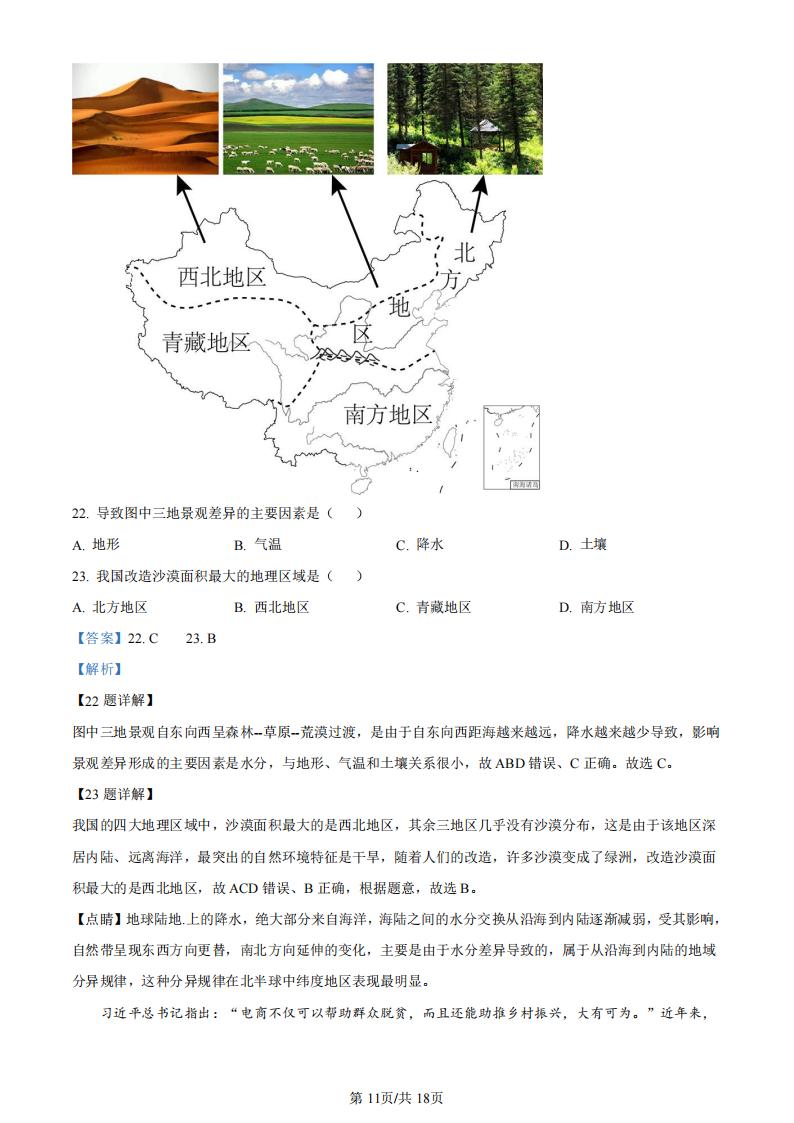 西北地区
北
方
地
区
青藏地区
南方地区
南海诸岛
22. 导致图中三地景观差异的主要因素是（　　）
A. 地形 B. 气温 C. 降水 D. 土壤
23. 我国改造沙漠面积最大的地理区域是（　　）
A. 北方地区 B. 西北地区 C. 青藏地区 D. 南方地区
【答案】22. C 23. B
【解析】
【22 题详解】
图中三地景观自东向西呈森林--草原--荒漠过渡，是由于自东向西距海越来越远，降水越来越少导致，影响
景观差异形成的主要因素是水分，与地形、气温和土壤关系很小，故 ABD 错误、C 正确。故选 C。
【23 题详解】
我国的四大地理区域中，沙漠面积最大的是西北地区，其余三地区几乎没有沙漠分布，这是由于该地区深
居内陆、远离海洋，最突出的自然环境特征是干旱，随着人们的改造，许多沙漠变成了绿洲，改造沙漠面
积最大的是西北地区，故 ACD 错误、B 正确，根据题意，故选 B。
【点睛】地球陆地.上的降水，绝大部分来自海洋，海陆之间的水分交换从沿海到内陆逐渐减弱，受其影响，
自然带呈现东西方向更替，南北方向延伸的变化，主要是由于水分差异导致的，属于从沿海到内陆的地域
分异规律，这种分异规律在北半球中纬度地区表现最明显。
习近平总书记指出：“电商不仅可以帮助群众脱贫，而且还能助推乡村振兴，大有可为。”近年来，
第 11页/共 18页